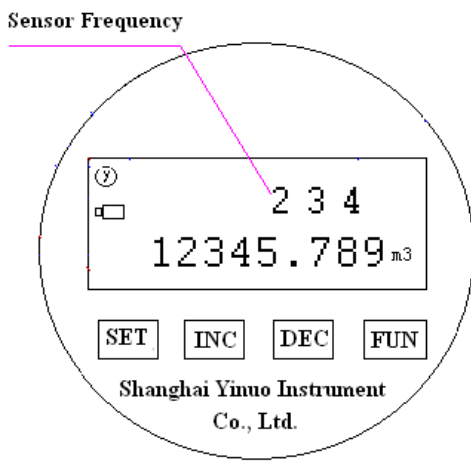 Sensor Frequency
2 3 4
12345.789 m3
SET INC DEC FUN
Shanghai Yinuo Instrument
Co., Ltd.